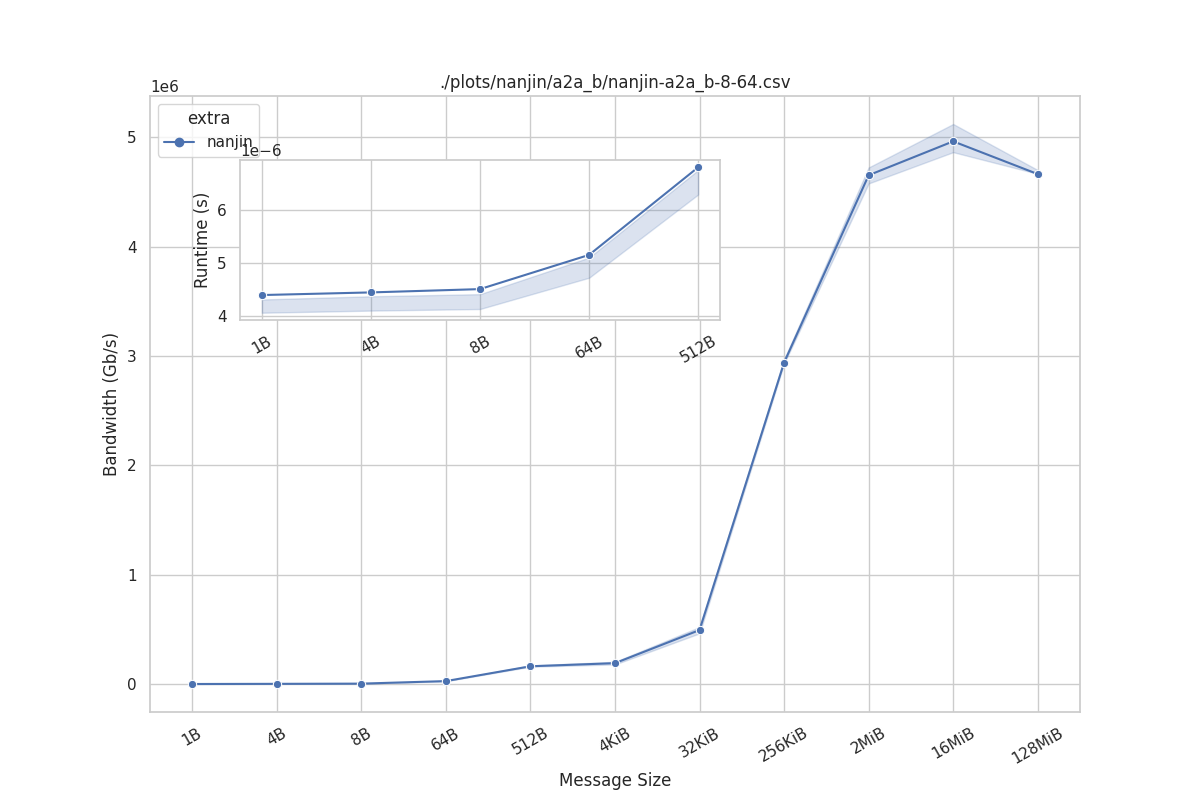 ./plots/nanjin/a2a_b/nanjin-a2a_b-8-64.csv
1e6
extra
nanjin
1e−6
Runtime (s)
6
5
4
1B 4B 8B 64B 512B
Bandwidth (Gb/s)
5
4
3
2
1
0
1B 4B 8B 64B 512B 4KiB 32KiB 256KiB 2MiB 16MiB 128MiB
Message Size